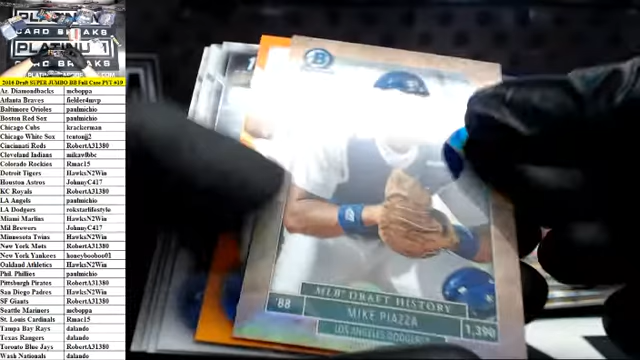 PLATINUM
CARD BREAKS
PLATINUM
CARD BREAKS
2016 Draft SUPER JUMBO BB Full Case PYT #19
Az. Diamondbacks mcboppa
Atlanta Braves fielder4mvp
Baltimore Orioles paulmichio
Boston Red Sox paulmichio
Chicago Cubs krackerman
Chicago White Sox
Cincinnati Reds RobertA31380
Cleveland Indians
Colorado Rockies Rmac15
Detroit Tigers HawksN2Win
Houston Astros JohnnyC417
KC Royals RobertA31380
LA Angels paulmichio
LA Dodgers rokstarlifestyle
Miami Marlins HawksN2Win
Mil Brewers JohnnyC417
Minnesota Twins HawksN2Win
New York Mets RobertA31380
New York Yankees honeybooboo01
Oakland Athletics HawksN2Win
Phil. Phillies paulmichio
Pittsburgh Pirates RobertA31380
San Diego Padres HawksN2Win
SF Giants RobertA31380
Seattle Mariners mcboppa
St. Louis Cardinals Rmac15
Tampa Bay Rays dalando
Texas Rangers dalando
Toronto Blue Jays RobertA31380
Wash Nationals dalando
MLB DRAFT HISTORY
'88 MIKE PIAZZA 1,390
LOS ANGELES DODGERS